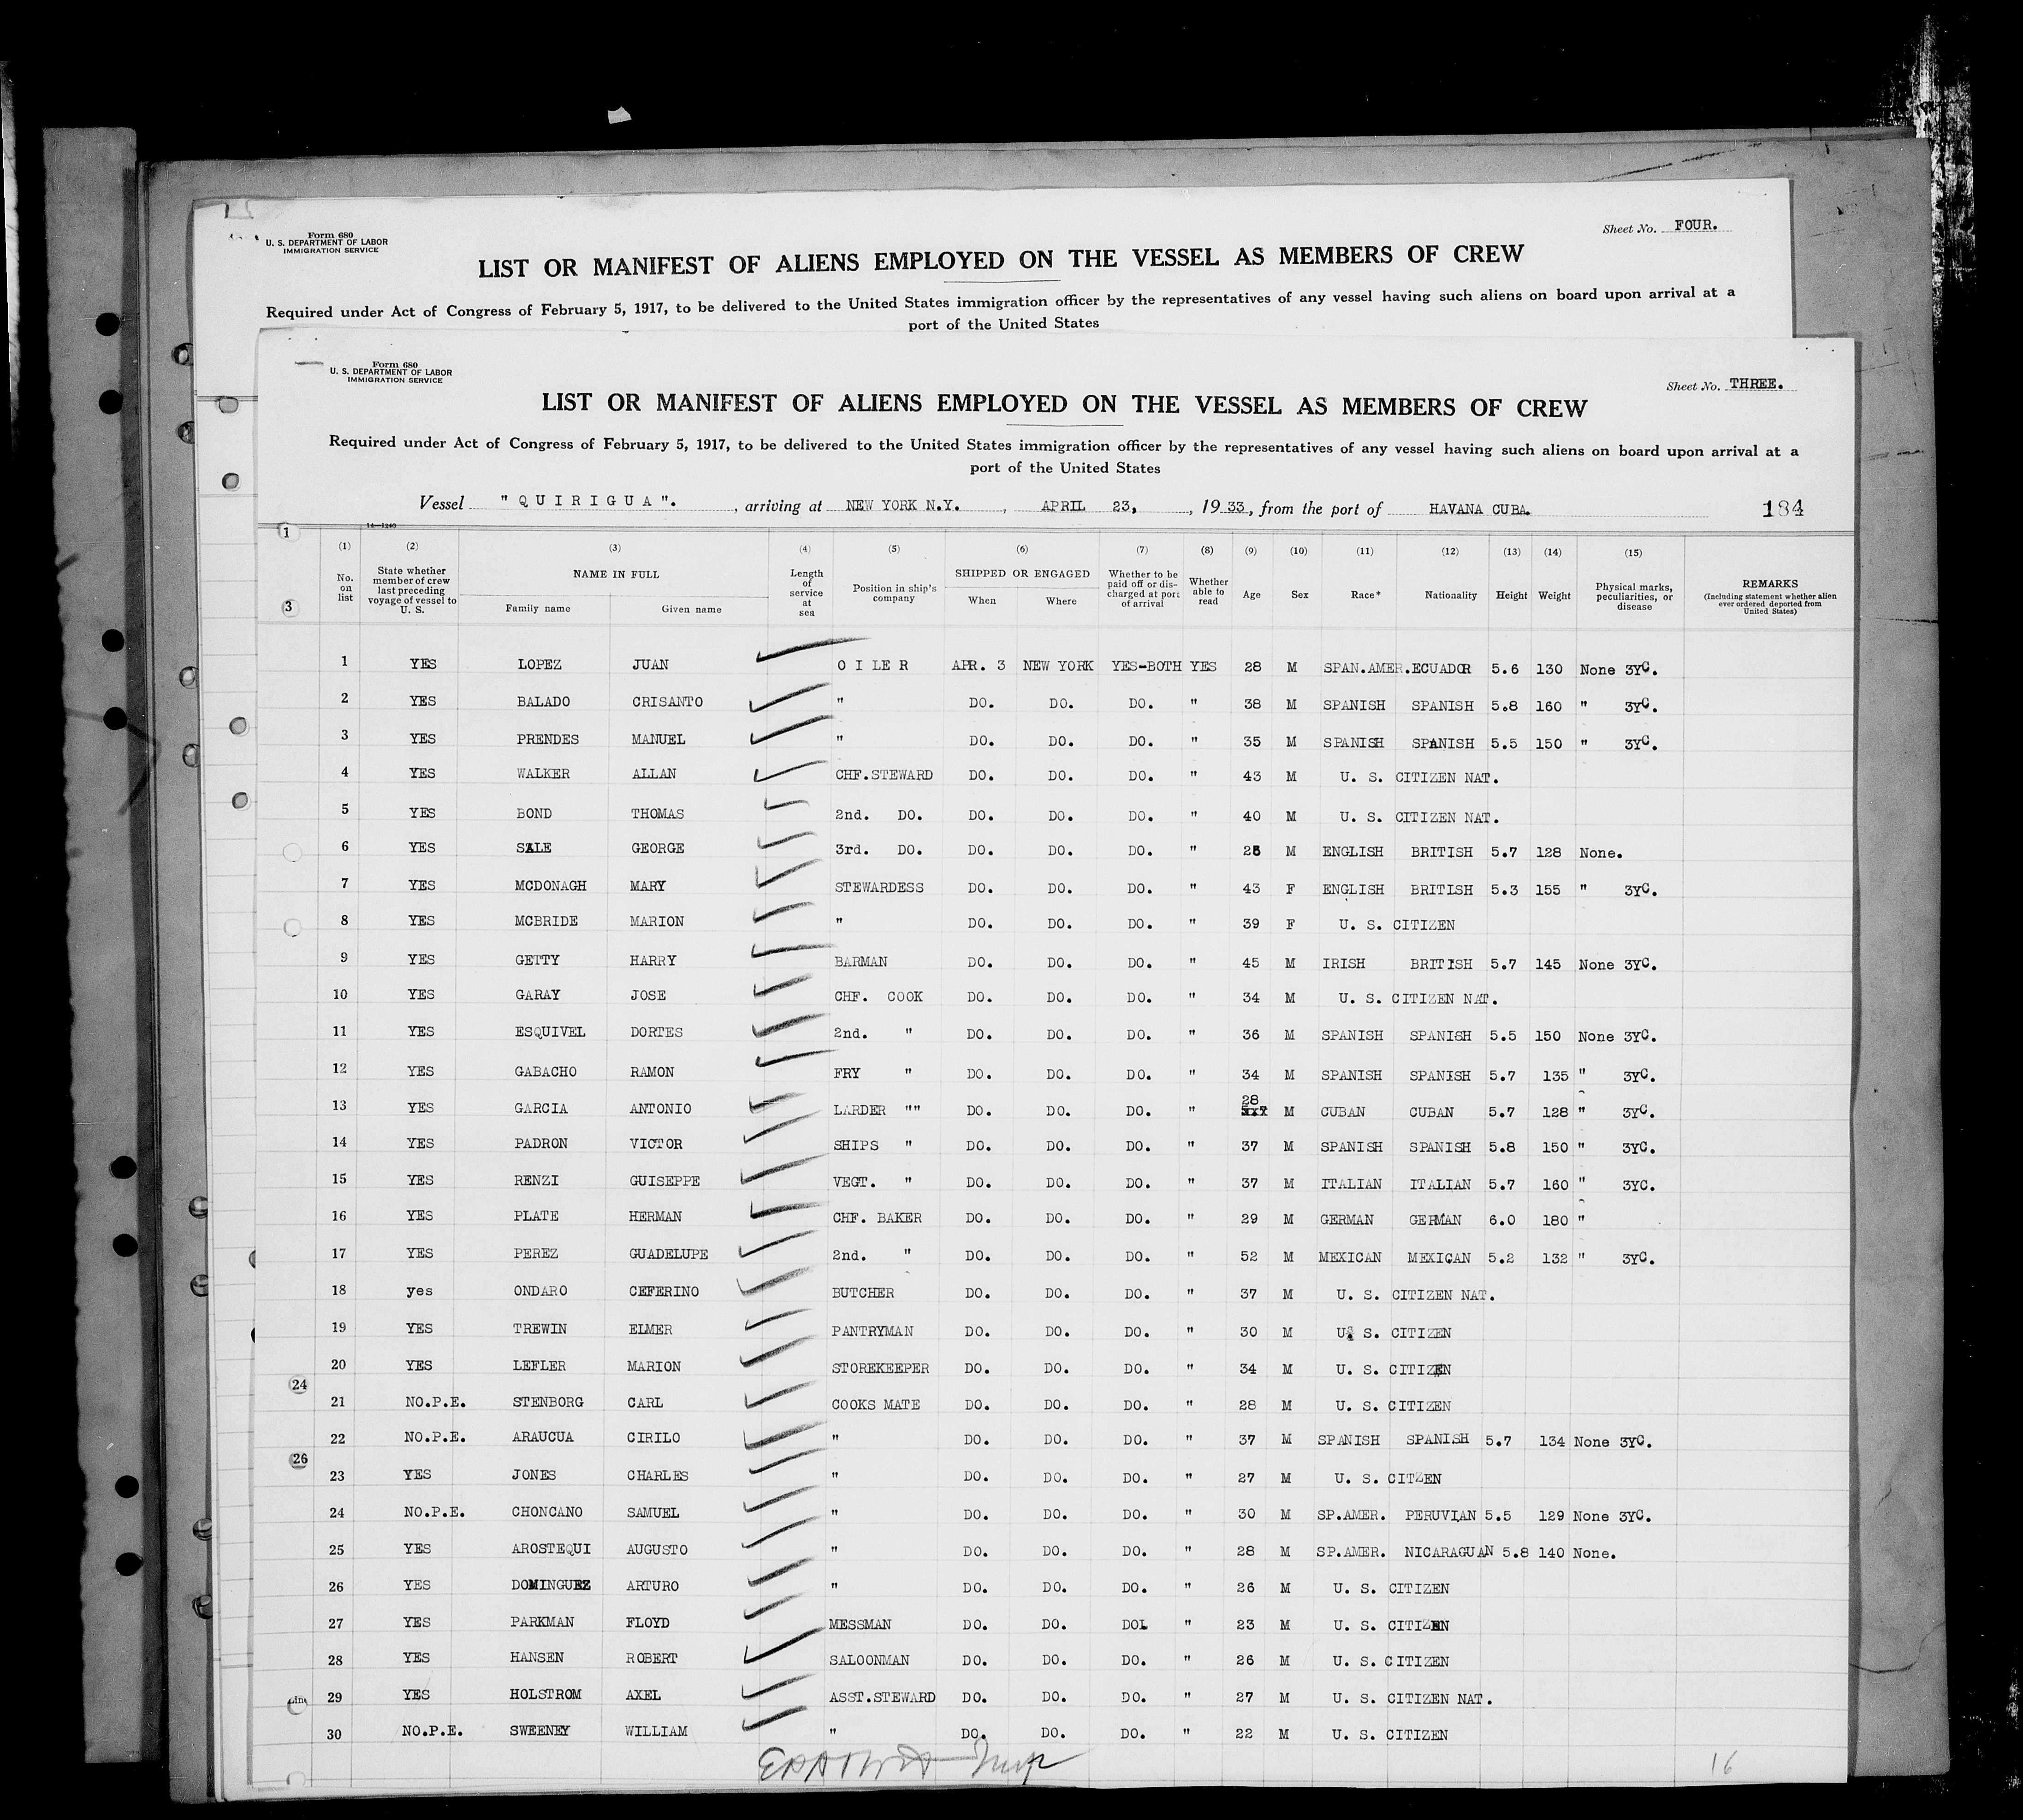 Form 680
U. S. DEPARTMENT OF LABOR
IMMIGRATION SERVICE
Sheet No. FOUR.
LIST OR MANIFEST OF ALIENS EMPLOYED ON THE VESSEL AS MEMBERS OF CREW
Required under Act of Congress of February 5, 1917, to be delivered to the United States immigration officer by the representatives of any vessel having such aliens on board upon arrival at a
port of the United States
Form 680
U. S. DEPARTMENT OF LABOR
IMMIGRATION SERVICE
Sheet No. THREE.
LIST OR MANIFEST OF ALIENS EMPLOYED ON THE VESSEL AS MEMBERS OF CREW
Required under Act of Congress of February 5, 1917, to be delivered to the United States immigration officer by the representatives of any vessel having such aliens on board upon arrival at a
port of the United States
Vessel "QUIRIGUA". , arriving at NEW YORK N.Y. , APRIL 23, , 1933, from the port of HAVANA CUBA. 184
14—1240
1
3
24
26
(1) (2) (3) (4) (5) (6) (7) (8) (9) (10) (11) (12) (13) (14) (15)
No. on list
State whether member of crew last preceding voyage of vessel to U. S.
NAME IN FULL
Family name Given name
Length of service at sea
Position in ship's company
SHIPPED OR ENGAGED
When Where
Whether to be paid off or discharged at port of arrival
Whether able to read
Age
Sex
Race*
Nationality
Height
Weight
Physical marks, peculiarities, or disease
REMARKS
(Including statement whether alien ever ordered deported from United States)
1 YES LOPEZ JUAN OILER APR. 3 NEW YORK YES-BOTH YES 28 M SPAN.AMER. ECUADOR 5.6 130 None 3YC.
2 YES BALADO CRISANTO " DO. DO. DO. " 38 M SPANISH SPANISH 5.8 160 " 3YC.
3 YES PRENDES MANUEL " DO. DO. DO. " 35 M SPANISH SPANISH 5.5 150 " 3YC.
4 YES WALKER ALLAN CHF.STEWARD DO. DO. DO. " 43 M U. S. CITIZEN NAT.
5 YES BOND THOMAS 2nd. DO. DO. DO. DO. " 40 M U. S. CITIZEN NAT.
6 YES SALE GEORGE 3rd. DO. DO. DO. DO. " 28 M ENGLISH BRITISH 5.7 128 None.
7 YES MCDONAGH MARY STEWARDESS DO. DO. DO. " 43 F ENGLISH BRITISH 5.3 155 " 3YC.
8 YES MCBRIDE MARION " DO. DO. DO. " 39 F U. S. CITIZEN
9 YES GETTY HARRY BARMAN DO. DO. DO. " 45 M IRISH BRITISH 5.7 145 None 3YC.
10 YES GARAY JOSE CHF. COOK DO. DO. DO. " 34 M U. S. CITIZEN NAT.
11 YES ESQUIVEL DORTES 2nd. " DO. DO. DO. " 36 M SPANISH SPANISH 5.5 150 None 3YC.
12 YES GABACHO RAMON FRY " DO. DO. DO. " 34 M SPANISH SPANISH 5.7 135 " 3YC.
13 YES GARCIA ANTONIO LARDER "" DO. DO. DO. " 28 M CUBAN CUBAN 5.7 128 " 3YC.
14 YES PADRON VICTOR SHIPS " DO. DO. DO. " 37 M SPANISH SPANISH 5.8 150 " 3YC.
15 YES RENZI GUISEPPE VEGT. " DO. DO. DO. " 37 M ITALIAN ITALIAN 5.7 160 " 3YC.
16 YES PLATE HERMAN CHF. BAKER DO. DO. DO. " 29 M GERMAN GERMAN 6.0 180 "
17 YES PEREZ GUADELUPE 2nd. " DO. DO. DO. " 52 M MEXICAN MEXICAN 5.2 132 " 3YC.
18 yes ONDARO CEFERINO BUTCHER DO. DO. DO. " 37 M U. S. CITIZEN NAT.
19 YES TREWIN ELMER PANTRYMAN DO. DO. DO. " 30 M U. S. CITIZEN
20 YES LEFLER MARION STOREKEEPER DO. DO. DO. " 34 M U. S. CITIZEN
21 NO.P.E. STENBORG CARL COOKS MATE DO. DO. DO. " 28 M U. S. CITIZEN
22 NO.P.E. ARAUCUA CIRILO " DO. DO. DO. " 37 M SPANISH SPANISH 5.7 134 None 3YC.
23 YES JONES CHARLES " DO. DO. DO. " 27 M U. S. CITZEN
24 NO.P.E. CHONCANO SAMUEL " DO. DO. DO. " 30 M SP.AMER. PERUVIAN 5.5 129 None 3YC.
25 YES AROSTEQUI AUGUSTO " DO. DO. DO. " 28 M SP.AMER. NICARAGUAN 5.8 140 None.
26 YES DOMINGUEZ ARTURO " DO. DO. DO. " 26 M U. S. CITIZEN
27 YES PARKMAN FLOYD MESSMAN DO. DO. DOL " 23 M U. S. CITIZEN
28 YES HANSEN ROBERT SALOONMAN DO. DO. DO. " 26 M U. S. CITIZEN
29 YES HOLSTROM AXEL ASST.STEWARD DO. DO. DO. " 27 M U. S. CITIZEN NAT.
30 NO.P.E. SWEENEY WILLIAM " DO. DO. DO. " 22 M U. S. CITIZEN
16